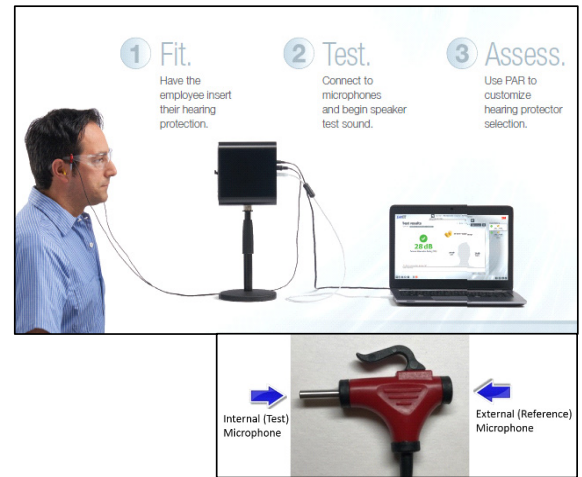 1 Fit.
Have the
employee insert
their hearing
protection.
2 Test.
Connect to
microphones
and begin speaker
test sound.
3 Assess.
Use PAR to
customize
hearing protector
selection.
28 dB
Internal (Test)
Microphone
External (Reference)
Microphone